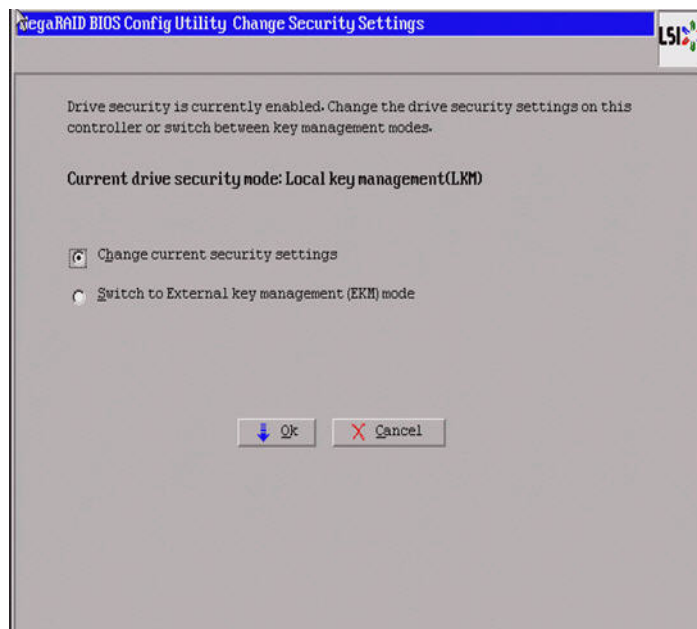 MegaRAID BIOS Config Utility Change Security Settings
LSI
Drive security is currently enabled. Change the drive security settings on this
controller or switch between key management modes.
Current drive security mode: Local key management(LKM)
Change current security settings
Switch to External key management (EKM) mode
Ok
Cancel